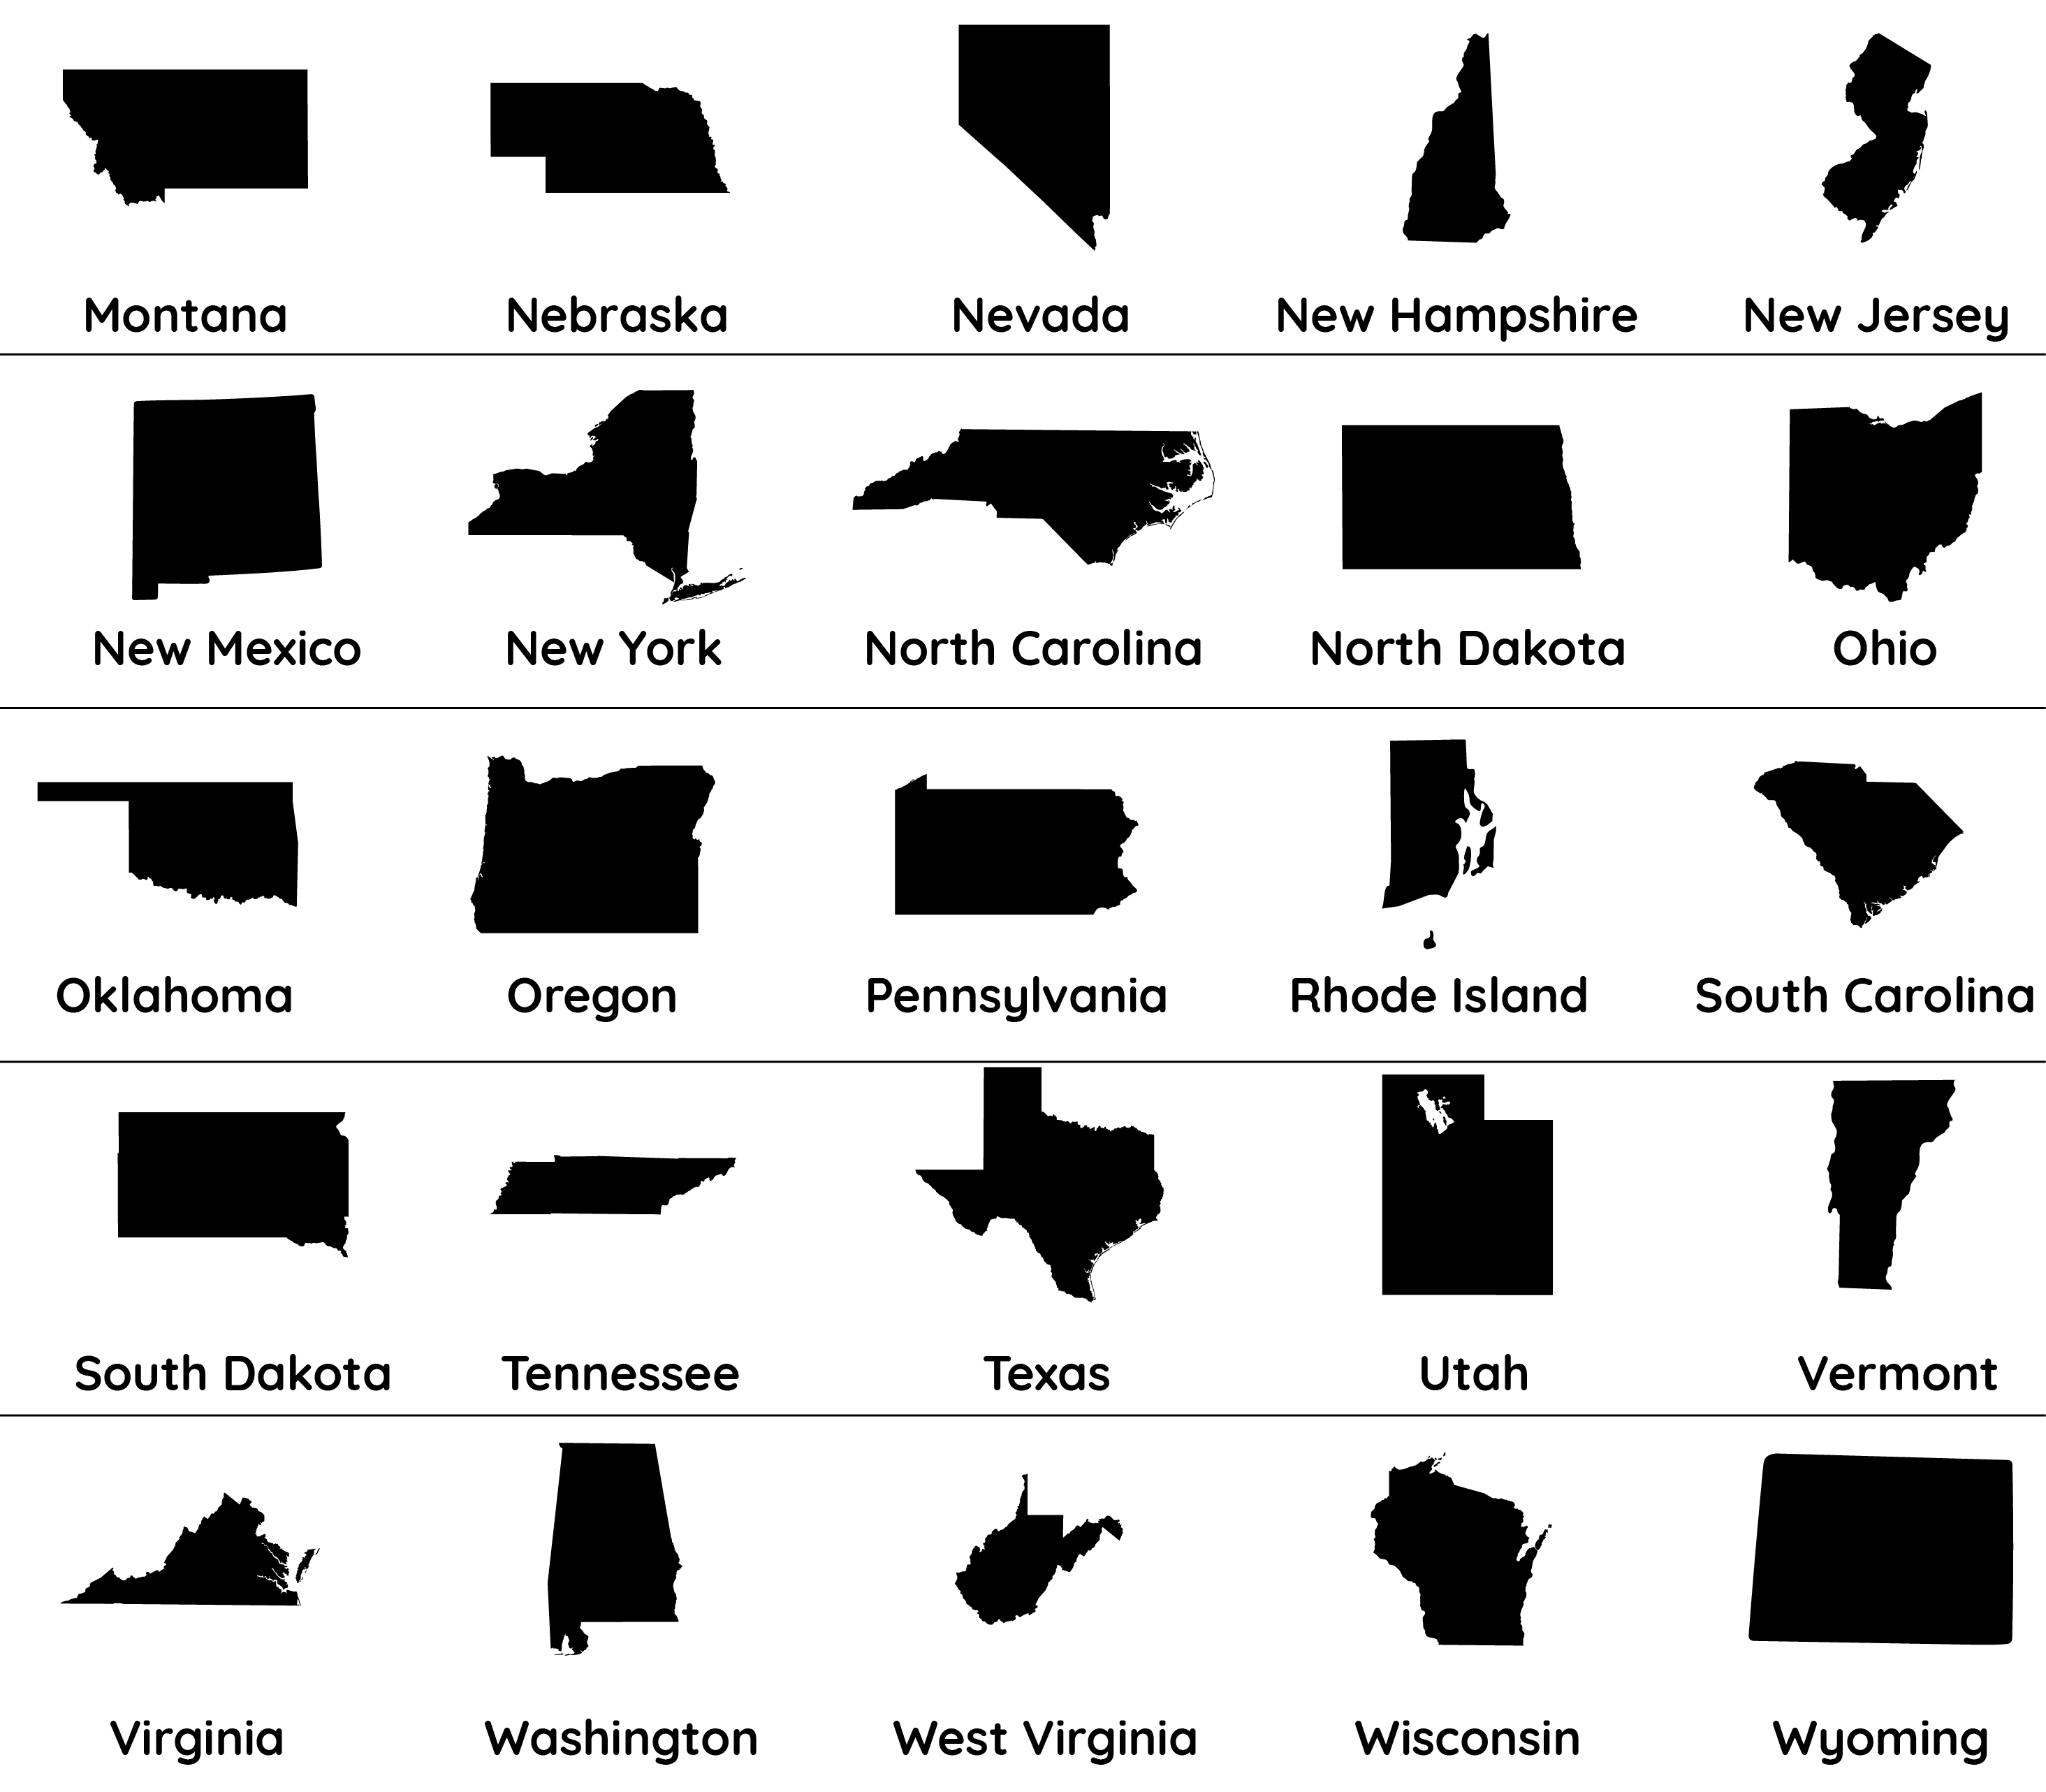 Montana
Nebraska
Nevada
New Hampshire
New Jersey
New Mexico
New York
North Carolina
North Dakota
Ohio
Oklahoma
Oregon
Pennsylvania
Rhode Island
South Carolina
South Dakota
Tennessee
Texas
Utah
Vermont
Virginia
Washington
West Virginia
Wisconsin
Wyoming